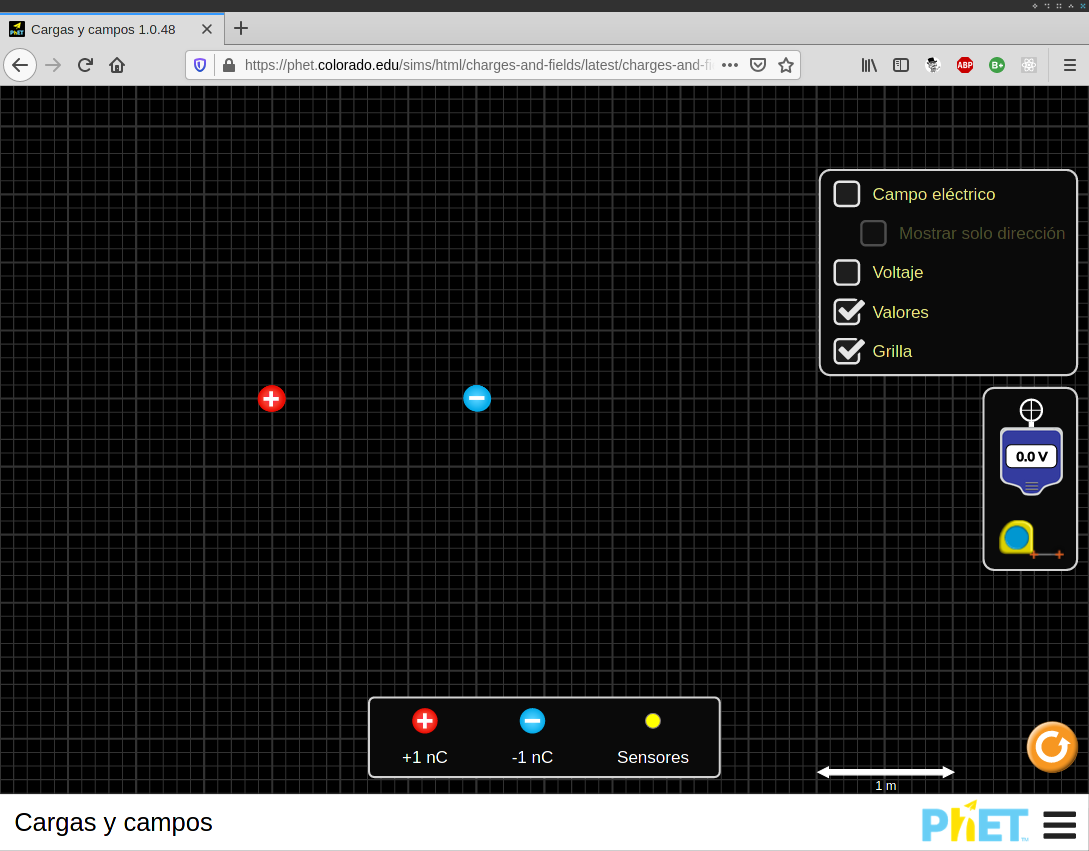 Cargas y campos 1.0.48
https://phet.colorado.edu/sims/html/charges-and-fields/latest/charges-and-fi
ABP
B+
Campo eléctrico
Mostrar solo dirección
Voltaje
Valores
Grilla
0.0 V
+1 nC
-1 nC
Sensores
1 m
Cargas y campos
PhET